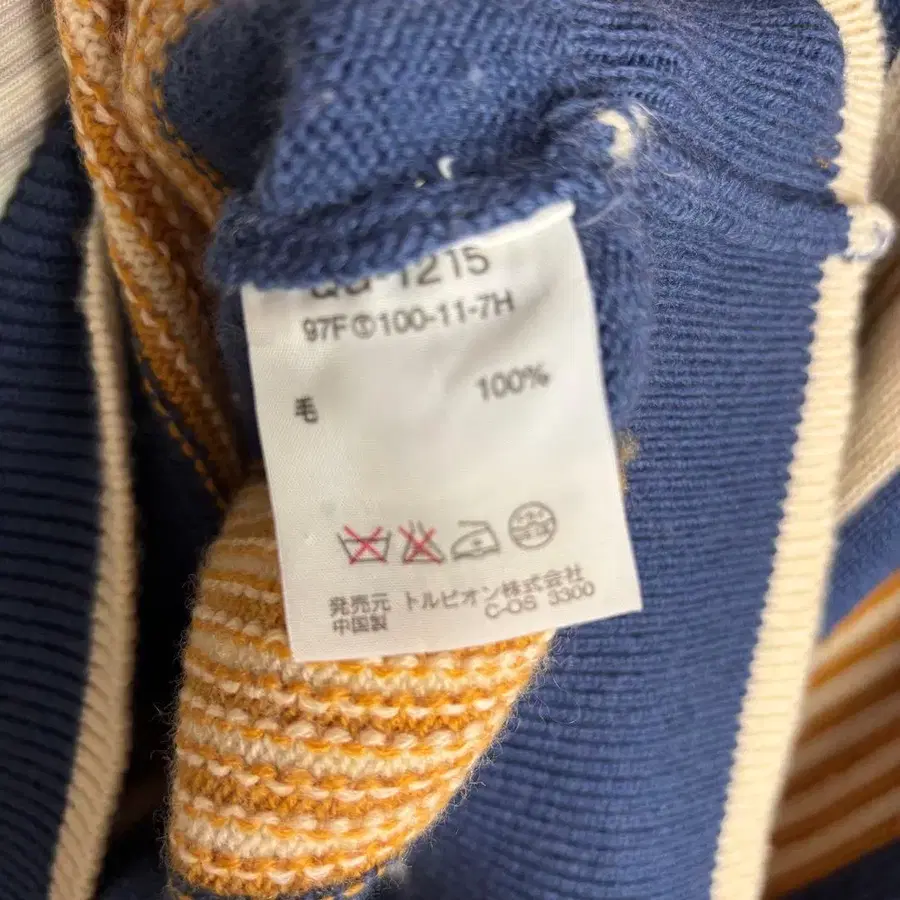 1215
97F①100-11-7H
毛 100%
発売元 トルビオン株式会社
中国製 C-OS 3300